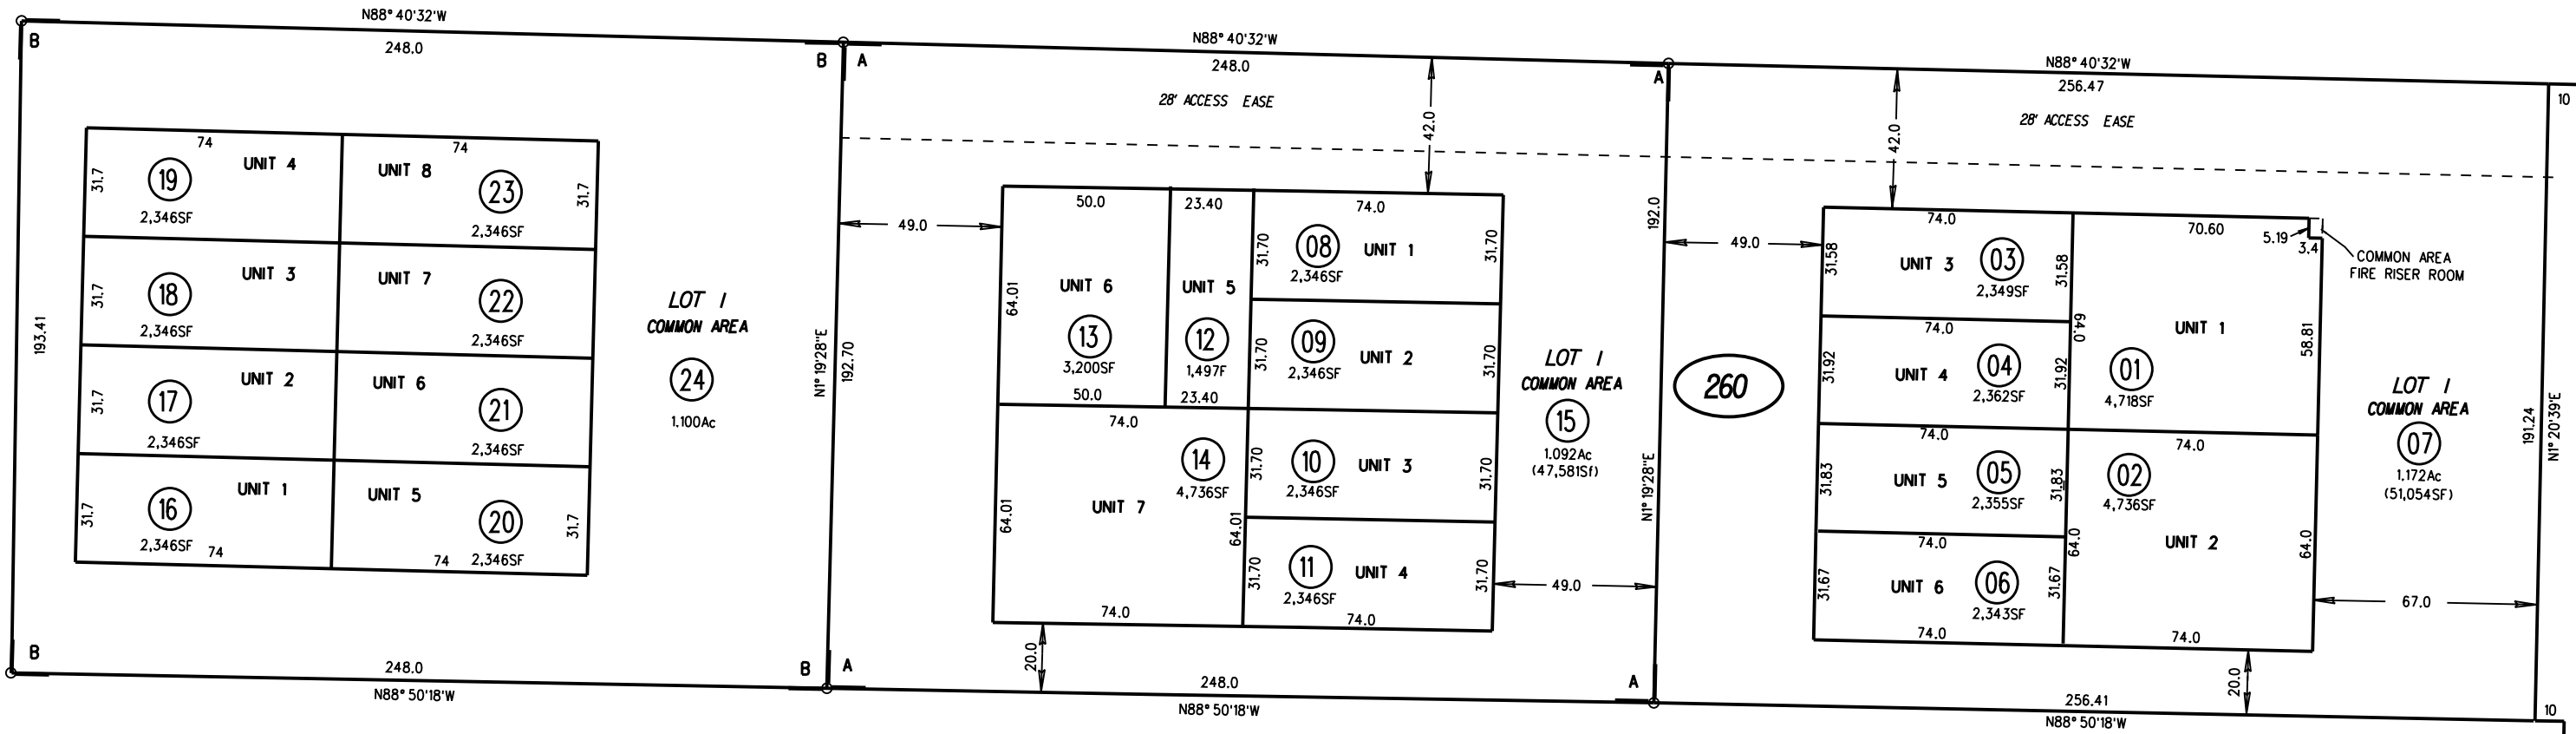 N88°40'32"W
248.0
B
B
193.41
74
UNIT 4
19
2,346SF
31.7
74
UNIT 8
23
2,346SF
31.7
UNIT 3
18
2,346SF
31.7
UNIT 7
22
2,346SF
UNIT 2
17
2,346SF
31.7
UNIT 6
21
2,346SF
UNIT 1
16
2,346SF
31.7
74
UNIT 5
20
2,346SF
31.7
74
LOT 1
COMMON AREA
24
1.100Ac
N1°19'28"E
192.70
B
248.0
N88°50'18"W
B
N88°40'32"W
248.0
A
A
28' ACCESS EASE
42.0
49.0
50.0
UNIT 6
64.01
13
3,200SF
50.0
23.40
UNIT 5
12
1,497F
23.40
74.0
08
UNIT 1
2,346SF
31.70
31.70
09
UNIT 2
2,346SF
31.70
31.70
74.0
14
4,736SF
UNIT 7
64.01
64.01
74.0
10
UNIT 3
2,346SF
31.70
31.70
11
UNIT 4
2,346SF
31.70
31.70
74.0
LOT 1
COMMON AREA
15
1.092Ac
(47,581Sf)
49.0
20.0
192.0
N1°19'28"E
A
248.0
N88°50'18"W
A
260
N88°40'32"W
256.47
10
28' ACCESS EASE
42.0
49.0
74.0
UNIT 3
03
2,349SF
31.58
31.58
70.60
5.19
3.4
COMMON AREA
FIRE RISER ROOM
UNIT 1
01
4,718SF
64.0
58.81
74.0
UNIT 4
04
2,362SF
31.92
31.92
74.0
UNIT 5
05
2,355SF
31.83
31.83
74.0
02
4,736SF
UNIT 2
64.0
64.0
74.0
UNIT 6
06
2,343SF
31.67
31.67
74.0
74.0
LOT 1
COMMON AREA
07
1.172Ac
(51,054SF)
67.0
191.24
N1°20'39"E
20.0
256.41
N88°50'18"W
10